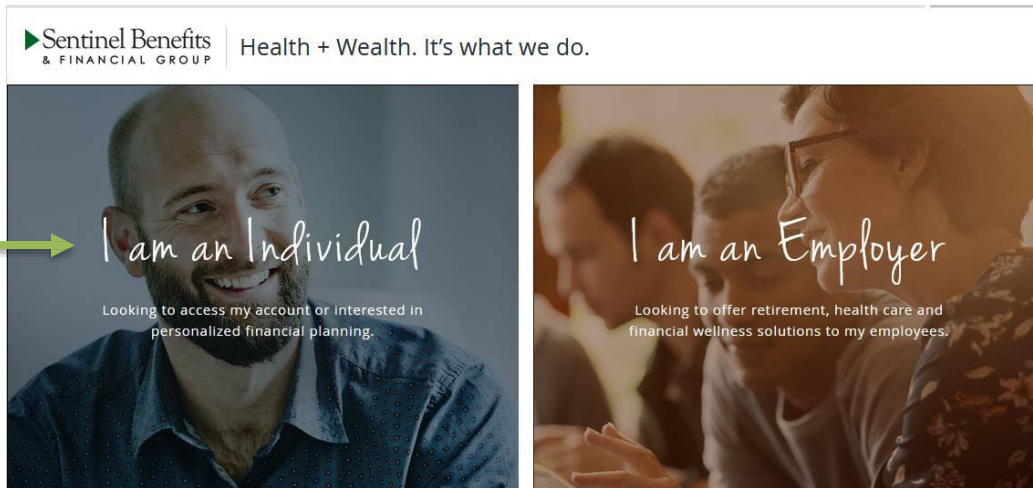 Sentinel Benefits
& FINANCIAL GROUP
Health + Wealth. It's what we do.
I am an Individual
Looking to access my account or interested in
personalized financial planning.
I am an Employer
Looking to offer retirement, health care and
financial wellness solutions to my employees.